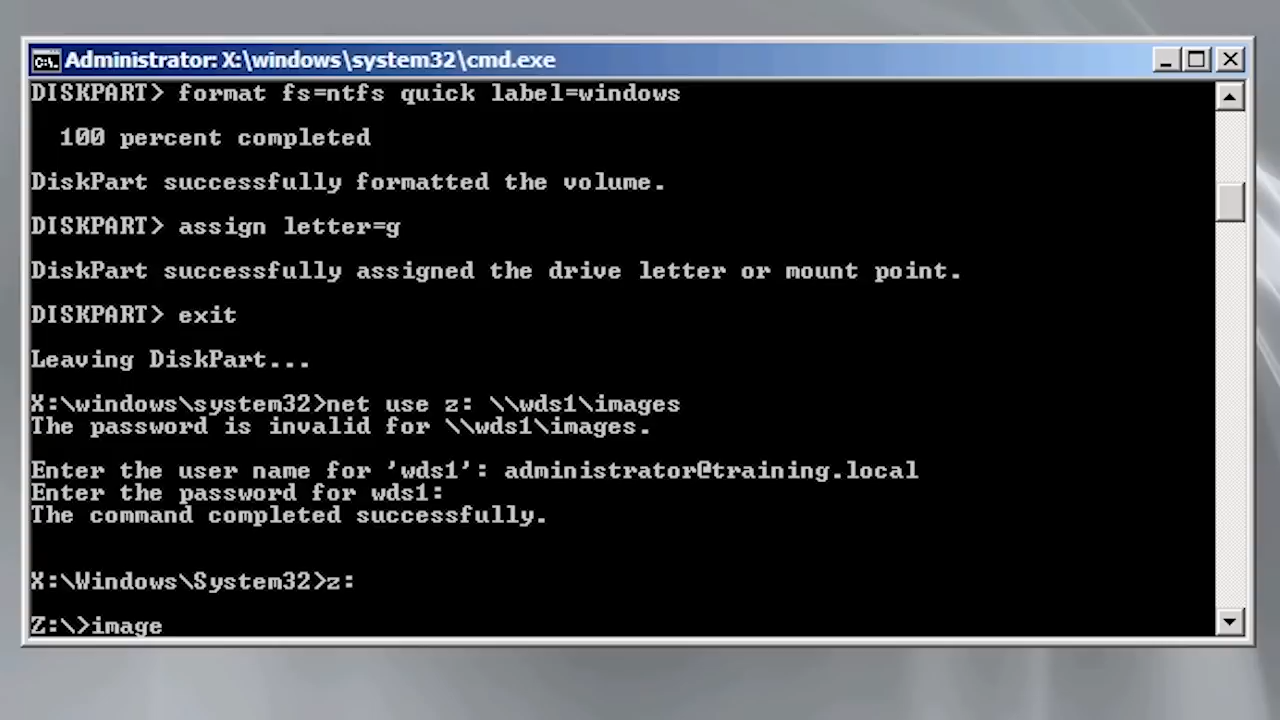 Administrator: X:\windows\system32\cmd.exe
DISKPART> format fs=ntfs quick label=windows
100 percent completed
DiskPart successfully formatted the volume.
DISKPART> assign letter=g
DiskPart successfully assigned the drive letter or mount point.
DISKPART> exit
Leaving DiskPart...
X:\windows\system32>net use z: \\wds1\images
The password is invalid for \\wds1\images.
Enter the user name for 'wds1': administrator@training.local
Enter the password for wds1:
The command completed successfully.
X:\Windows\System32>z:
Z:\>image